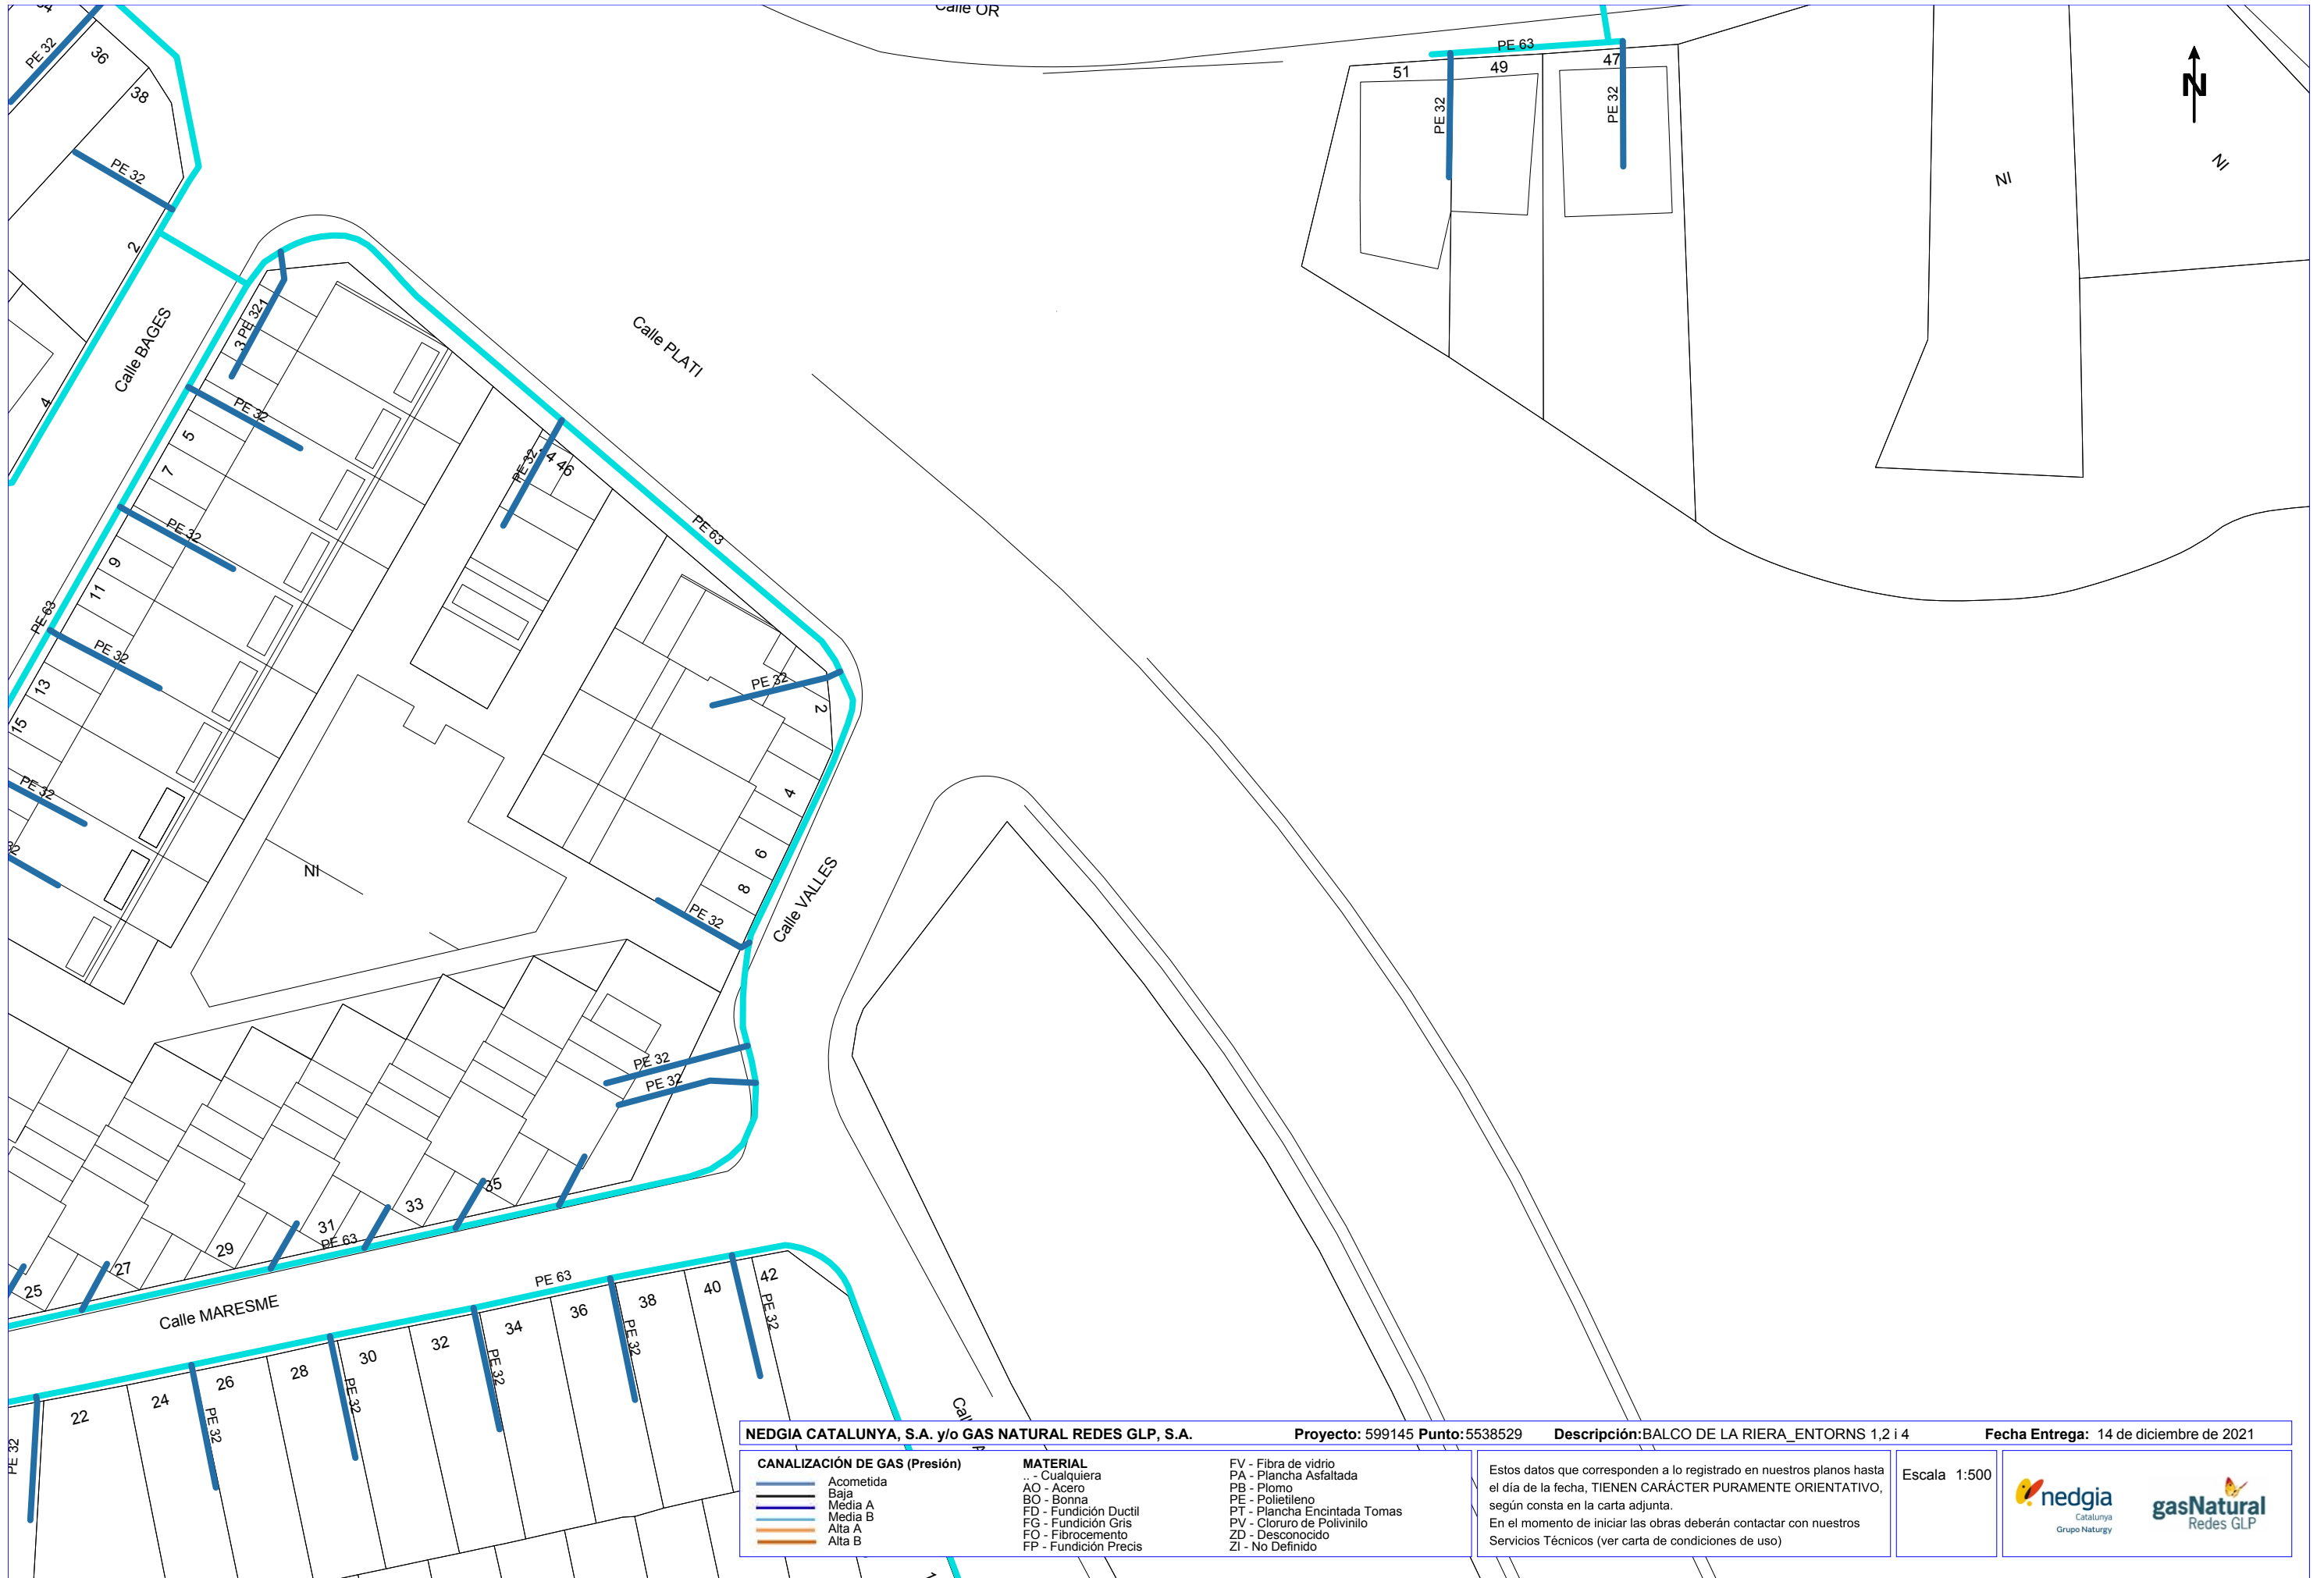 Calle OR
PE 32
36
38
PE 32
2
4
Calle BAGES
PE 63
51
49
47
PE 32
PE 32
N
NI
NI
Calle PLATI
3
PE 32
1
PE 32
5
7
PE 32
9
11
PE 63
PE 32
13
15
PE 32
32
PE 32
4 46
PE 63
PE 32
2
4
6
8
PE 32
Calle VALLES
NI
PE 32
PE 32
35
33
31
PE 63
29
27
25
Calle MARESME
PE 63
42
40
38
36
34
32
30
28
26
24
22
PE 32
PE 32
PE 32
PE 32
PE 32
PE 32
NEDGIA CATALUNYA, S.A. y/o GAS NATURAL REDES GLP, S.A. Proyecto: 599145 Punto:5538529 Descripción:BALCO DE LA RIERA_ENTORNS 1,2 i 4 Fecha Entrega: 14 de diciembre de 2021
CANALIZACIÓN DE GAS (Presión)
Acometida
Baja
Media A
Media B
Alta A
Alta B
MATERIAL
.. - Cualquiera
AO - Acero
BO - Bonna
FD - Fundición Ductil
FG - Fundición Gris
FO - Fibrocemento
FP - Fundición Precis
FV - Fibra de vidrio
PA - Plancha Asfaltada
PB - Plomo
PE - Polietileno
PT - Plancha Encintada Tomas
PV - Cloruro de Polivinilo
ZD - Desconocido
ZI - No Definido
Estos datos que corresponden a lo registrado en nuestros planos hasta
el día de la fecha, TIENEN CARÁCTER PURAMENTE ORIENTATIVO,
según consta en la carta adjunta.
En el momento de iniciar las obras deberán contactar con nuestros
Servicios Técnicos (ver carta de condiciones de uso)
Escala 1:500
nedgia
Catalunya
Grupo Naturgy
gasNatural
Redes GLP